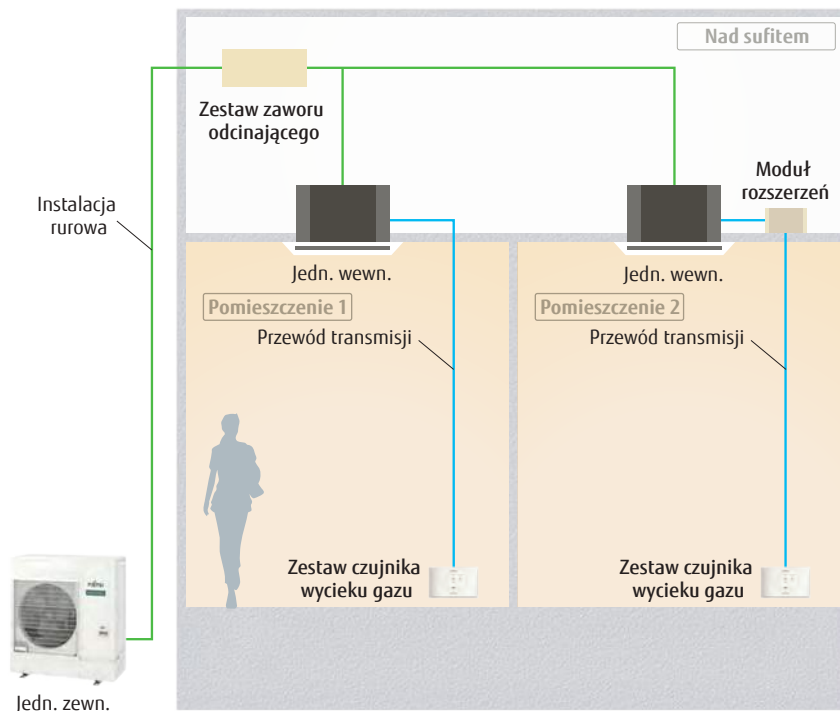 Nad sufitem
Zestaw zaworu
odcinającego
Moduł
rozszerzeń
Instalacja
rurowa
Jedn. wewn.
Jedn. wewn.
Pomieszczenie 1
Pomieszczenie 2
Przewód transmisji
Przewód transmisji
Zestaw czujnika
wycieku gazu
Zestaw czujnika
wycieku gazu
Jedn. zewn.